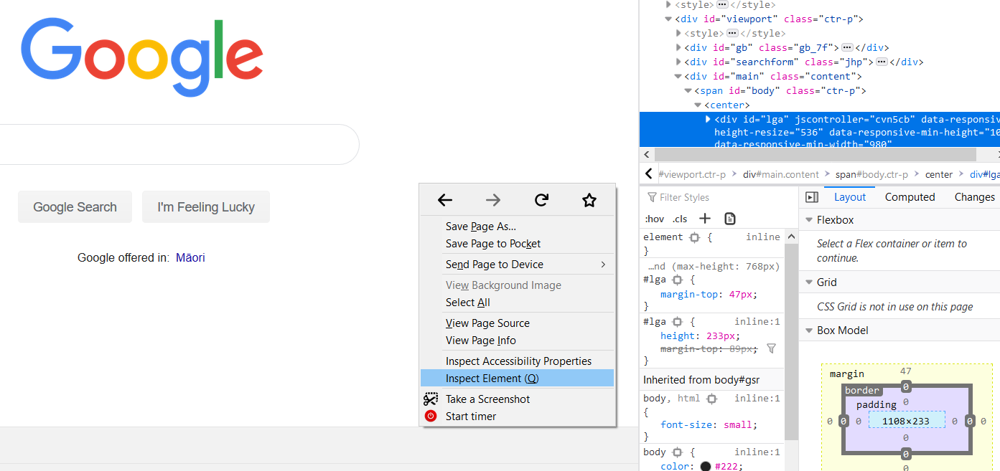 Google
Google Search
I'm Feeling Lucky
Google offered in: Māori
Save Page As...
Save Page to Pocket
Send Page to Device
View Background Image
Select All
View Page Source
View Page Info
Inspect Accessibility Properties
Inspect Element (Q)
Take a Screenshot
Start timer
<style> ••• </style>
<div id="viewport" class="ctr-p">
<style> ••• </style>
<div id="gb" class="gb_7f"> ••• </div>
<div id="searchform" class="jhp"> ••• </div>
<div id="main" class="content">
<span id="body" class="ctr-p">
<center>
<div id="lga" jscontroller="cvn5cb" data-responsiv
height-resize="536" data-responsive-min-height="10
data-responsive-min-width="980"
#viewport.ctr-p > div#main.content > span#body.ctr-p > center > div#lga
Filter Styles
:hov .cls +
element { inline
}
…nd (max-height: 768px)
#lga {
margin-top: 47px;
}
#lga { inline:1
height: 233px;
margin-top: 89px;
}
Inherited from body#gsr
body, html inline:1
{
font-size: small;
}
body { inline:1
color: #222;
Layout Computed Changes
Flexbox
Select a Flex container or item to
continue.
Grid
CSS Grid is not in use on this page
Box Model
margin 47
border 0
padding 0
0 0 0 1108×233 0 0 0
0
0
0